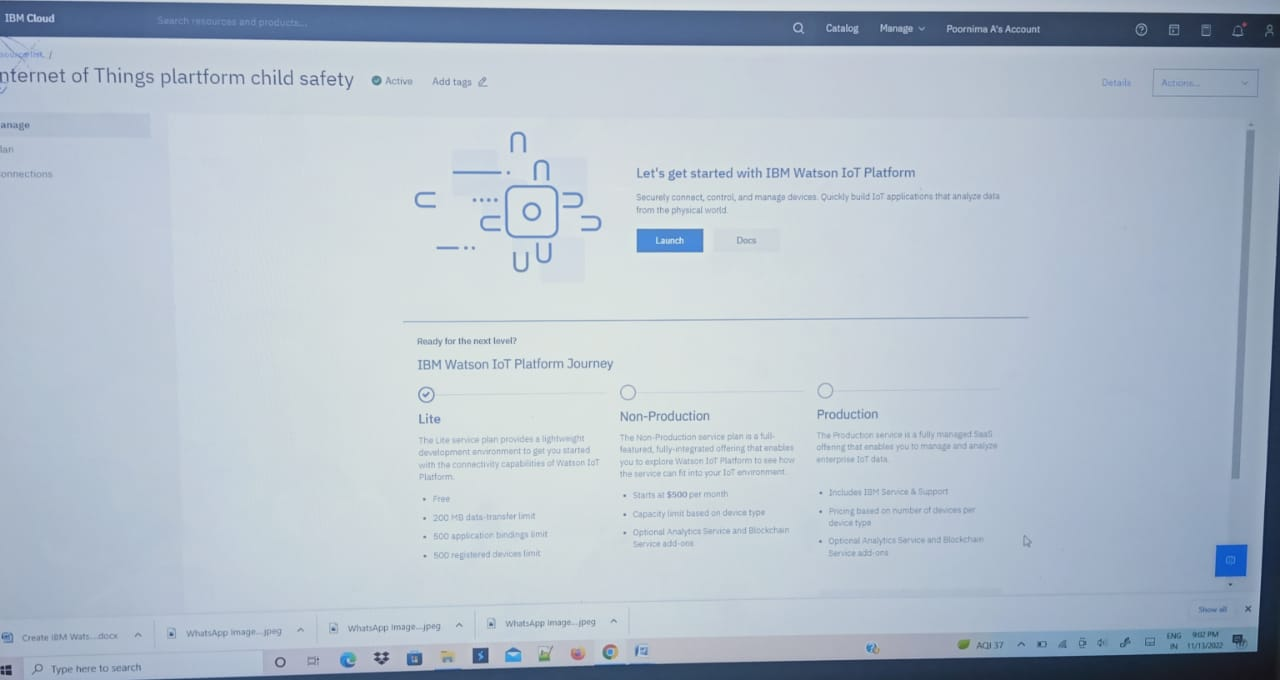 IBM Cloud
Search resources and products...
Catalog
Manage
Poornima A's Account
nternet of Things plartform child safety
Active
Add tags
Details
Actions...
anage
lan
onnections
Let's get started with IBM Watson IoT Platform
Securely connect, control, and manage devices. Quickly build IoT applications that analyze data
from the physical world.
Launch
Docs
Ready for the next level?
IBM Watson IoT Platform Journey
Lite
The Lite service plan provides a lightweight
development environment to get you started
with the connectivity capabilities of Watson IoT
Platform.
• Free
• 200 MB data-transfer limit
• 500 application bindings limit
• 500 registered devices limit
Non-Production
The Non-Production service plan is a full-
featured, fully-integrated offering that enables
you to explore Watson IoT Platform to see how
the service can fit into your IoT environment.
• Starts at $500 per month
• Capacity limit based on device type
• Optional Analytics Service and Blockchain
Service add-ons
Production
The Production service is a fully managed SaaS
offering that enables you to manage and analyze
enterprise IoT data.
• Includes IBM Service & Support
• Pricing based on number of devices per
device type
• Optional Analytics Service and Blockchain
Service add-ons
Create IBM Wats....docx
WhatsApp Image....jpeg
WhatsApp Image....jpeg
WhatsApp Image....jpeg
Show all
Type here to search
AQI 37
ENG
IN
9:02 PM
11/13/2022